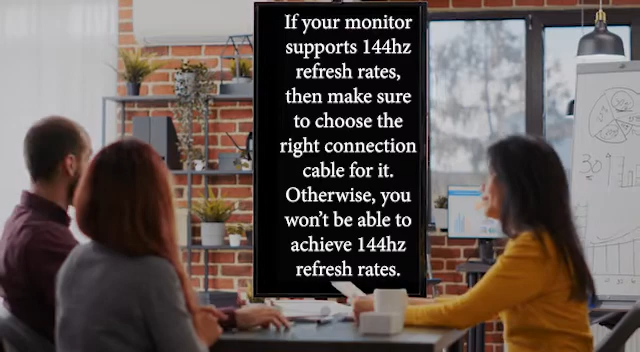 If your monitor
supports 144hz
refresh rates,
then make sure
to choose the
right connection
cable for it.
Otherwise, you
won't be able to
achieve 144hz
refresh rates.
30%